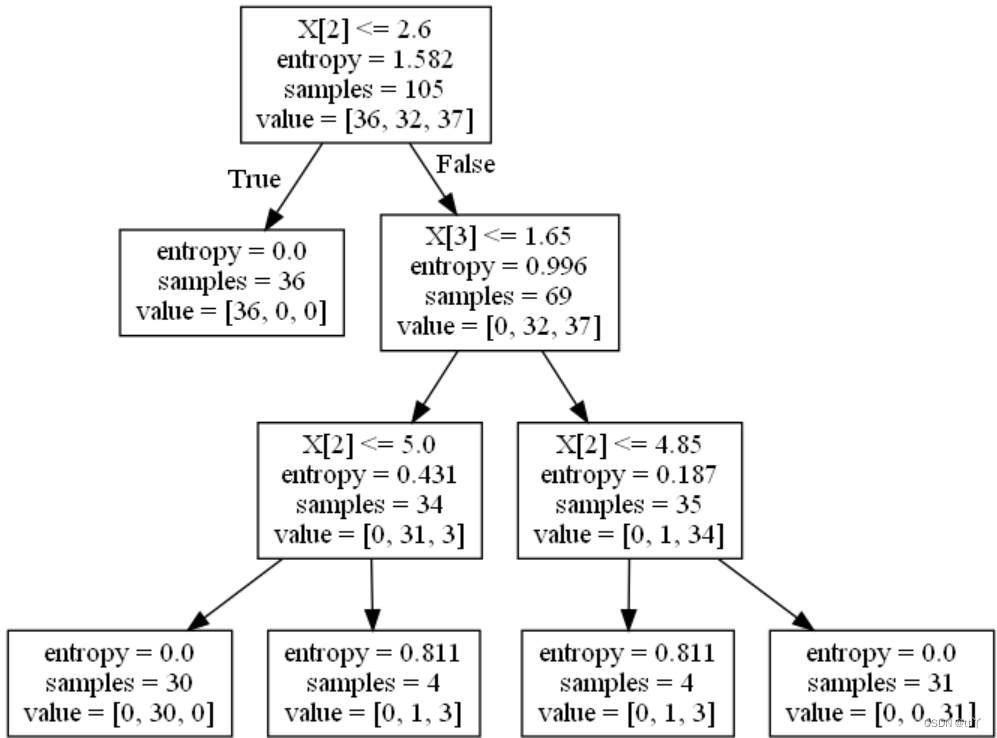 X[2] <= 2.6
entropy = 1.582
samples = 105
value = [36, 32, 37]
True
False
entropy = 0.0
samples = 36
value = [36, 0, 0]
X[3] <= 1.65
entropy = 0.996
samples = 69
value = [0, 32, 37]
X[2] <= 5.0
entropy = 0.431
samples = 34
value = [0, 31, 3]
X[2] <= 4.85
entropy = 0.187
samples = 35
value = [0, 1, 34]
entropy = 0.0
samples = 30
value = [0, 30, 0]
entropy = 0.811
samples = 4
value = [0, 1, 3]
entropy = 0.811
samples = 4
value = [0, 1, 3]
entropy = 0.0
samples = 31
value = [0, 0, 31]
CSDN